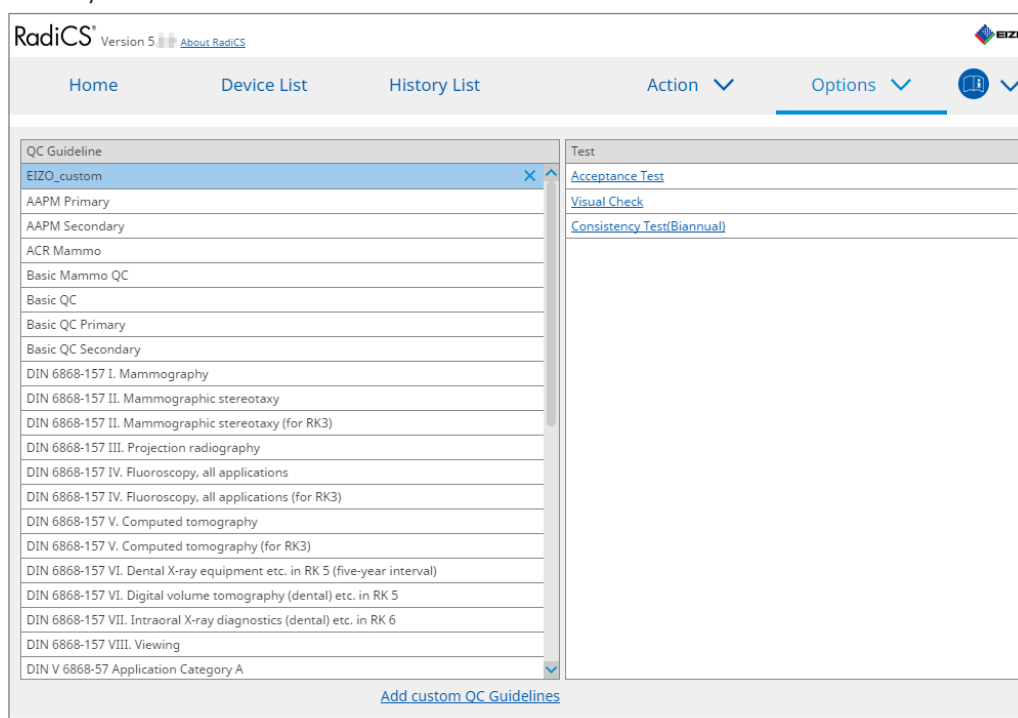 RadiCS® Version 5. About RadiCS
Home Device List History List Action Options
QC Guideline
EIZO_custom
AAPM Primary
AAPM Secondary
ACR Mammo
Basic Mammo QC
Basic QC
Basic QC Primary
Basic QC Secondary
DIN 6868-157 I. Mammography
DIN 6868-157 II. Mammographic stereotaxy
DIN 6868-157 II. Mammographic stereotaxy (for RK3)
DIN 6868-157 III. Projection radiography
DIN 6868-157 IV. Fluoroscopy, all applications
DIN 6868-157 IV. Fluoroscopy, all applications (for RK3)
DIN 6868-157 V. Computed tomography
DIN 6868-157 V. Computed tomography (for RK3)
DIN 6868-157 VI. Dental X-ray equipment etc. in RK 5 (five-year interval)
DIN 6868-157 VI. Digital volume tomography (dental) etc. in RK 5
DIN 6868-157 VII. Intraoral X-ray diagnostics (dental) etc. in RK 6
DIN 6868-157 VIII. Viewing
DIN V 6868-57 Application Category A
Add custom QC Guidelines
Test
Acceptance Test
Visual Check
Consistency Test(Biannual)